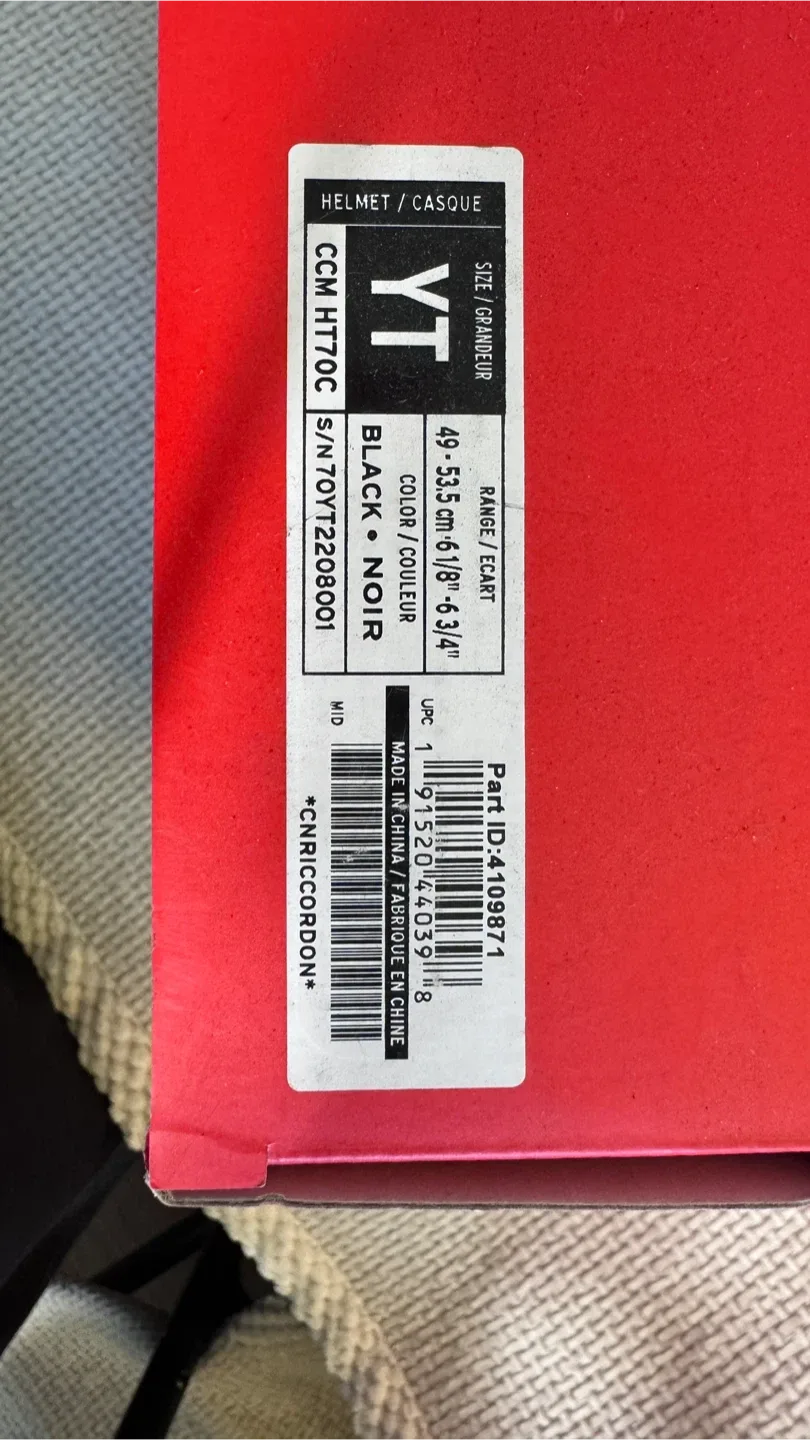 HELMET / CASQUE
SIZE / GRANDEUR
YT
CCM HT70C
RANGE / ECART
49 - 53.5 cm · 6 1/8" - 6 3/4"
COLOR / COULEUR
BLACK • NOIR
S/N70YT2208001
Part ID:4109871
UPC 1 91520 44039 8
MADE IN CHINA / FABRIQUE EN CHINE
MID
*CNRICCORDON*